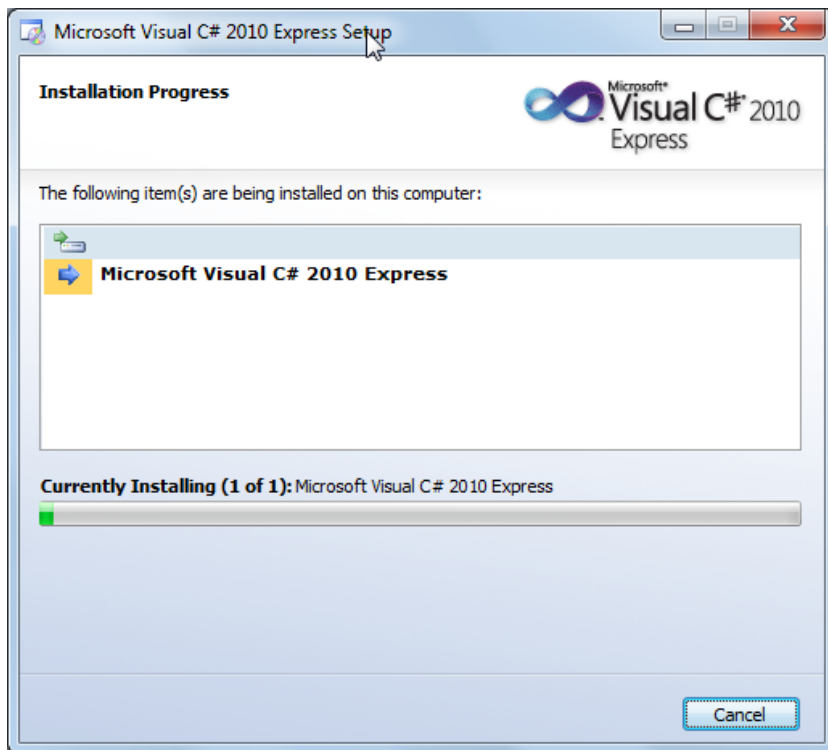 Microsoft Visual C# 2010 Express Setup
Installation Progress
Microsoft®
Visual C#® 2010
Express
The following item(s) are being installed on this computer:
Microsoft Visual C# 2010 Express
Currently Installing (1 of 1): Microsoft Visual C# 2010 Express
Cancel